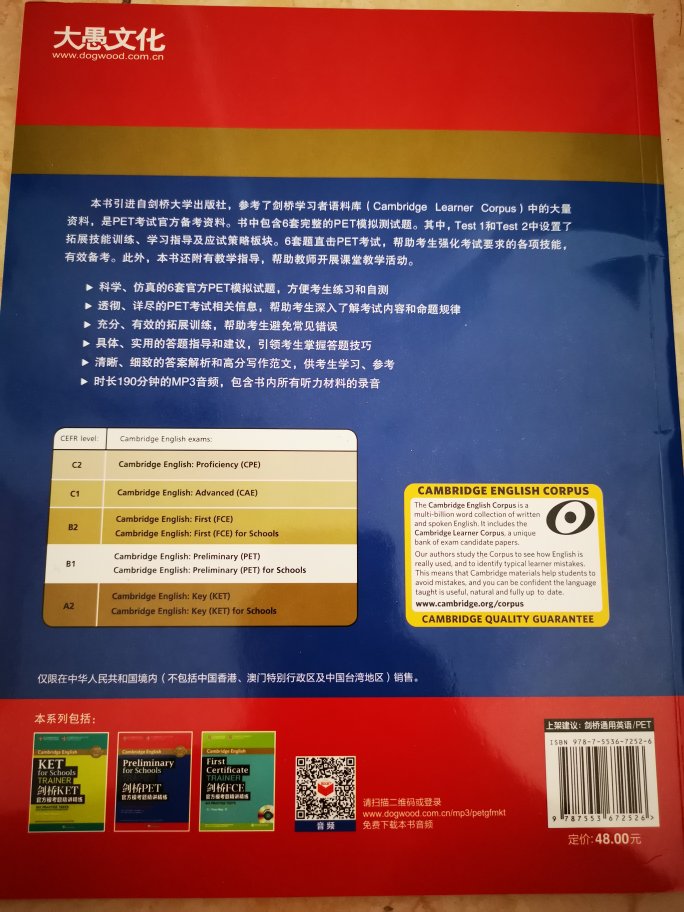 大愚文化
www.dogwood.com.cn
本书引进自剑桥大学出版社，参考了剑桥学习者语料库（Cambridge Learner Corpus）中的大量
资料，是PET考试官方备考资料。书中包含6套完整的PET模拟测试题。其中，Test 1和Test 2中设置了
拓展技能训练、学习指导及应试策略板块。6套题直击PET考试，帮助考生强化考试要求的各项技能，
有效备考。此外，本书还附有教学指导，帮助教师开展课堂教学活动。
▶ 科学、仿真的6套官方PET模拟试题，方便考生练习和自测
▶ 透彻、详尽的PET考试相关信息，帮助考生深入了解考试内容和命题规律
▶ 充分、有效的拓展训练，帮助考生避免常见错误
▶ 具体、实用的答题指导和建议，引领考生掌握答题技巧
▶ 清晰、细致的答案解析和高分写作范文，供考生学习、参考
▶ 时长190分钟的MP3音频，包含书内所有听力材料的录音
CEFR level: Cambridge English exams:
C2 Cambridge English: Proficiency (CPE)
C1 Cambridge English: Advanced (CAE)
B2 Cambridge English: First (FCE)
Cambridge English: First (FCE) for Schools
B1 Cambridge English: Preliminary (PET)
Cambridge English: Preliminary (PET) for Schools
A2 Cambridge English: Key (KET)
Cambridge English: Key (KET) for Schools
CAMBRIDGE ENGLISH CORPUS
The Cambridge English Corpus is a
multi-billion word collection of written
and spoken English. It includes the
Cambridge Learner Corpus, a unique
bank of exam candidate papers.
Our authors study the Corpus to see how English is
really used, and to identify typical learner mistakes.
This means that Cambridge materials help students to
avoid mistakes, and you can be confident the language
taught is useful, natural and fully up to date.
www.cambridge.org/corpus
CAMBRIDGE QUALITY GUARANTEE
仅限在中华人民共和国境内（不包括中国香港、澳门特别行政区及中国台湾地区）销售。
本系列包括：
Cambridge English
KET
for Schools
TRAINER
剑桥KET
官方模考题精讲精练
Cambridge English
Preliminary
for Schools
剑桥PET
官方模考题精讲精练
Cambridge English
First
Certificate
TRAINER
剑桥FCE
官方模考题精讲精练
音频
请扫描二维码或登录
www.dogwood.com.cn/mp3/petgfmkt
免费下载本书音频
上架建议：剑桥通用英语/PET
ISBN 978-7-5536-7252-6
9 787553 672526 >
定价：48.00元